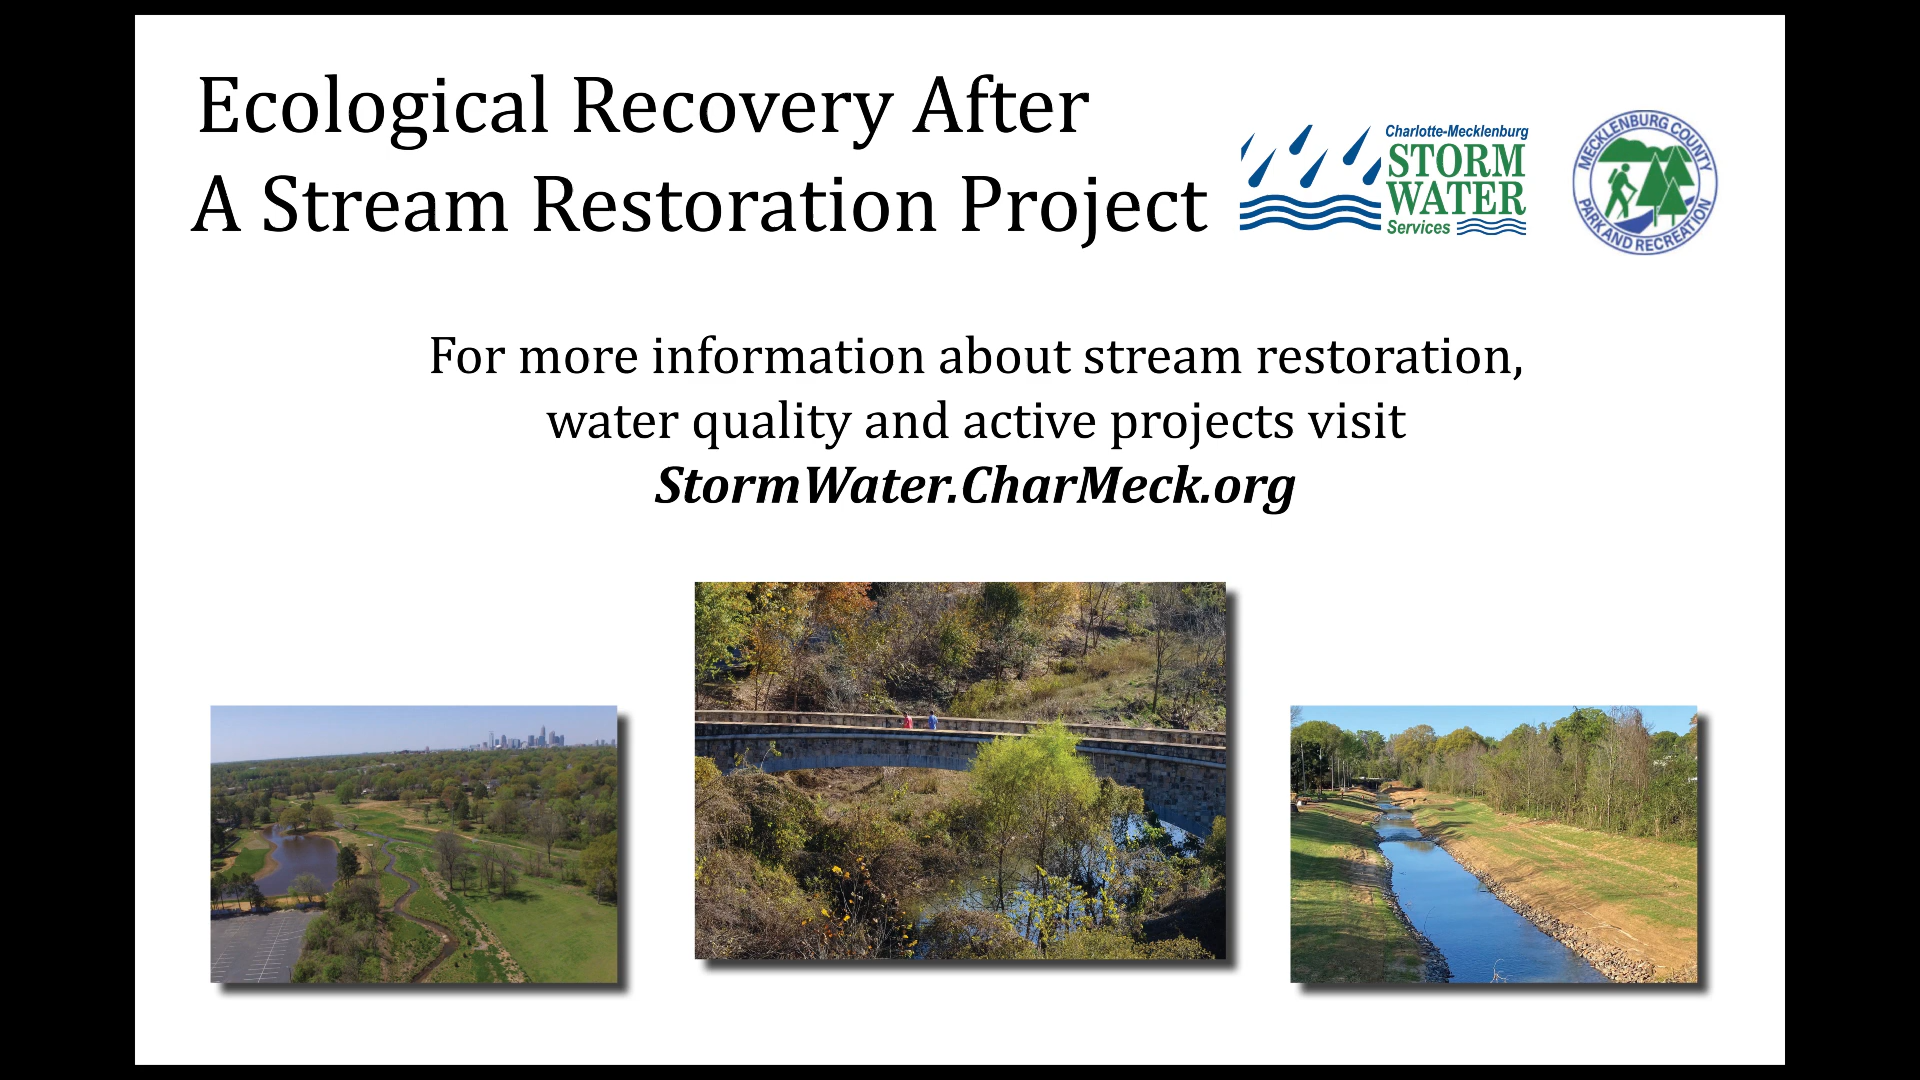 Ecological Recovery After
A Stream Restoration Project
Charlotte-Mecklenburg
STORM
WATER
Services
MECKLENBURG COUNTY
PARK AND RECREATION
For more information about stream restoration,
water quality and active projects visit
StormWater.CharMeck.org